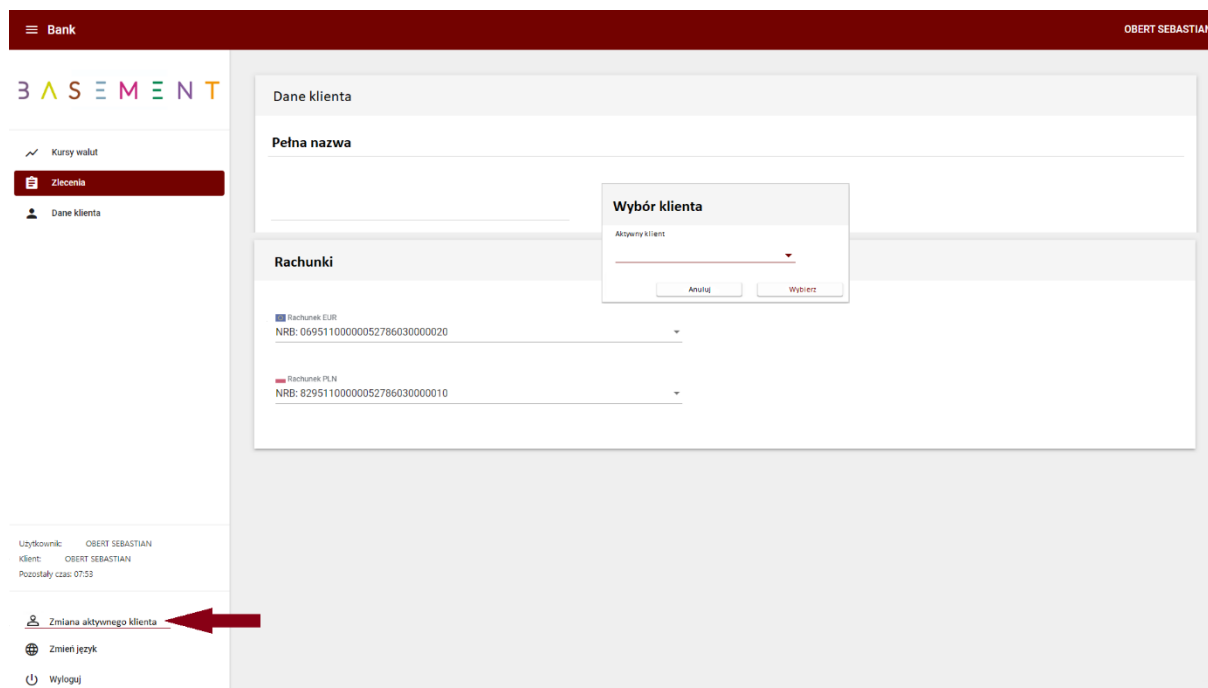 Bank
OBERT SEBASTIAN
BASEMENT
Kursy walut
Zlecenia
Dane klienta
Dane klienta
Pełna nazwa
Wybór klienta
Aktywny klient
Anuluj Wybierz
Rachunki
Rachunek EUR
NRB: 06951100000052786030000020
Rachunek PLN
NRB: 82951100000052786030000010
Użytkownik: OBERT SEBASTIAN
Klient: OBERT SEBASTIAN
Pozostały czas: 07:53
Zmiana aktywnego klienta
Zmień język
Wyloguj